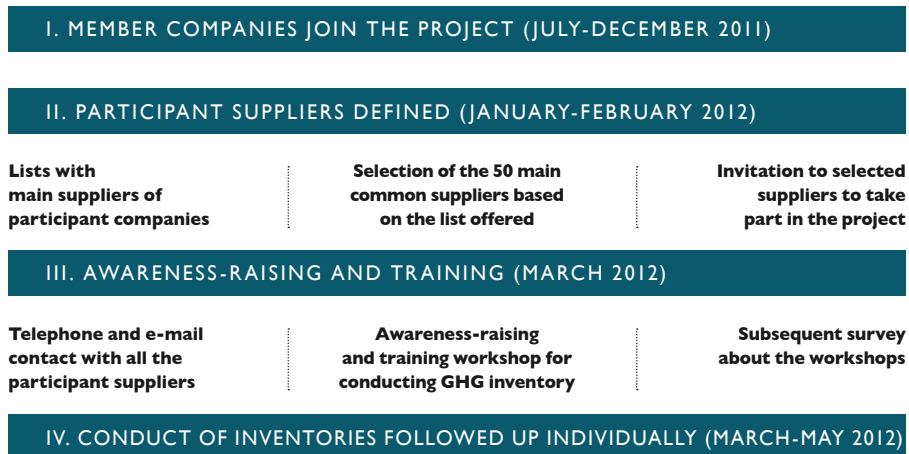 I. MEMBER COMPANIES JOIN THE PROJECT (JULY-DECEMBER 2011)
II. PARTICIPANT SUPPLIERS DEFINED (JANUARY-FEBRUARY 2012)
Lists with
main suppliers of
participant companies
Selection of the 50 main
common suppliers based
on the list offered
Invitation to selected
suppliers to take
part in the project
III. AWARENESS-RAISING AND TRAINING (MARCH 2012)
Telephone and e-mail
contact with all the
participant suppliers
Awareness-raising
and training workshop for
conducting GHG inventory
Subsequent survey
about the workshops
IV. CONDUCT OF INVENTORIES FOLLOWED UP INDIVIDUALLY (MARCH-MAY 2012)